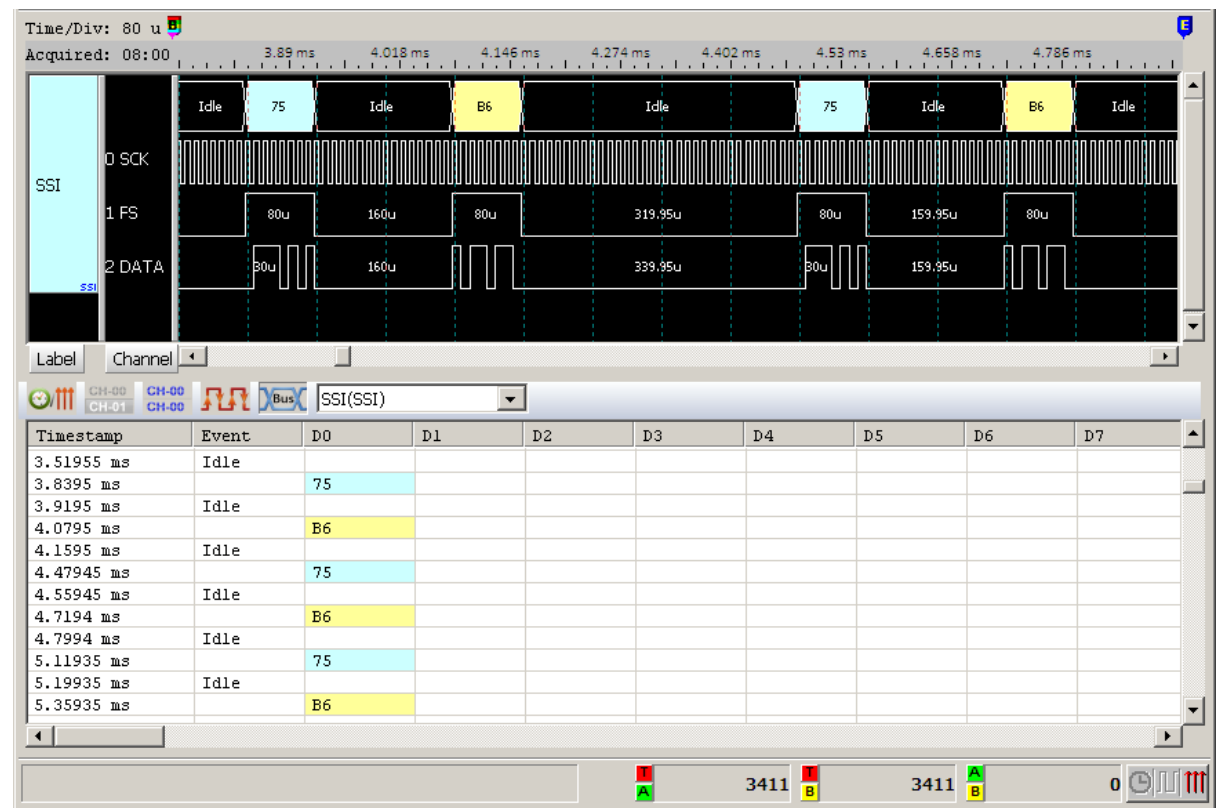 Time/Div: 80 u B E
Acquired: 08:00 3.89 ms 4.018 ms 4.146 ms 4.274 ms 4.402 ms 4.53 ms 4.658 ms 4.786 ms
Idle 75 Idle B6 Idle 75 Idle B6 Idle
SSI
0 SCK
1 FS 80u 160u 80u 319.95u 80u 159.95u 80u
2 DATA 30u 160u 339.95u 30u 159.95u
SSI
Label Channel
CH-00 CH-00
CH-01 CH-00
Bus SSI(SSI)
Timestamp Event D0 D1 D2 D3 D4 D5 D6 D7
3.51955 ms Idle
3.8395 ms 75
3.9195 ms Idle
4.0795 ms B6
4.1595 ms Idle
4.47945 ms 75
4.55945 ms Idle
4.7194 ms B6
4.7994 ms Idle
5.11935 ms 75
5.19935 ms Idle
5.35935 ms B6
T A 3411 T B 3411 A B 0